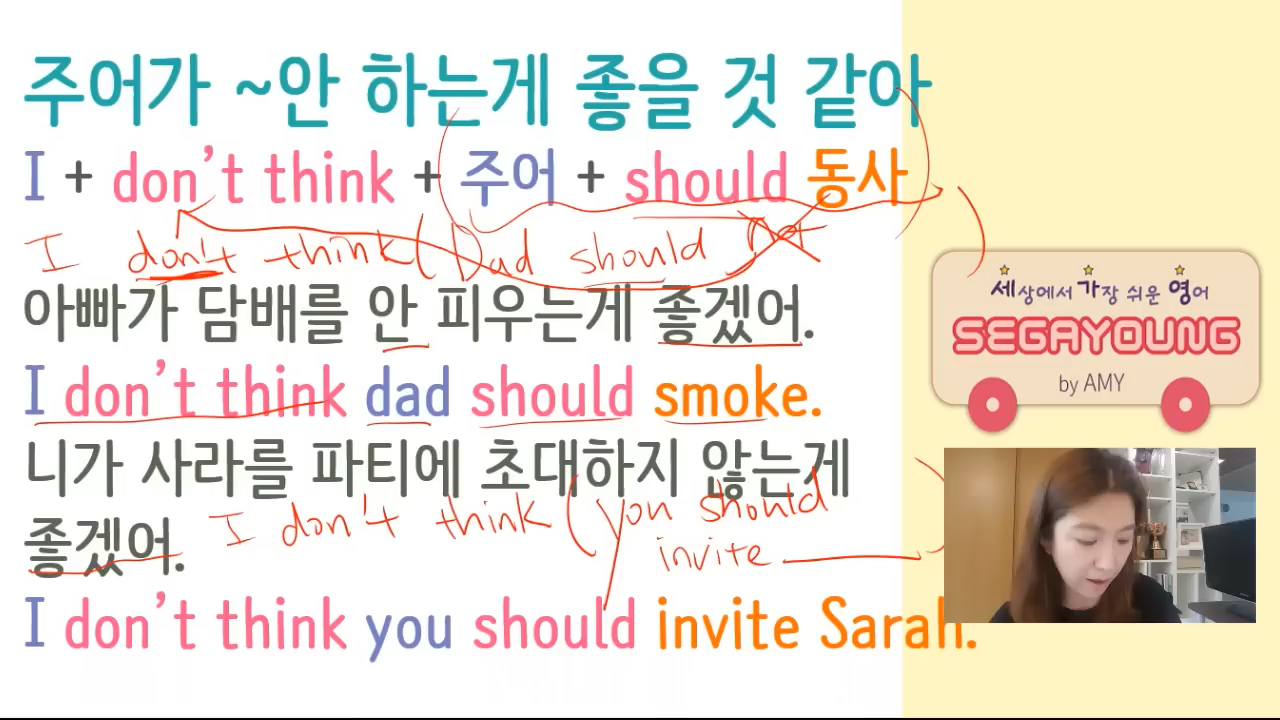 주어가 ~안 하는게 좋을 것 같아
I + don't think + 주어 + should 동사
I don't think ( Dad should not
아빠가 담배를 안 피우는게 좋겠어.
I don't think dad should smoke.
니가 사라를 파티에 초대하지 않는게
좋겠어. I don't think ( you should
invite
I don't think you should invite Sarah.
세상에서 가장 쉬운 영어
SEGAYOUNG
by AMY